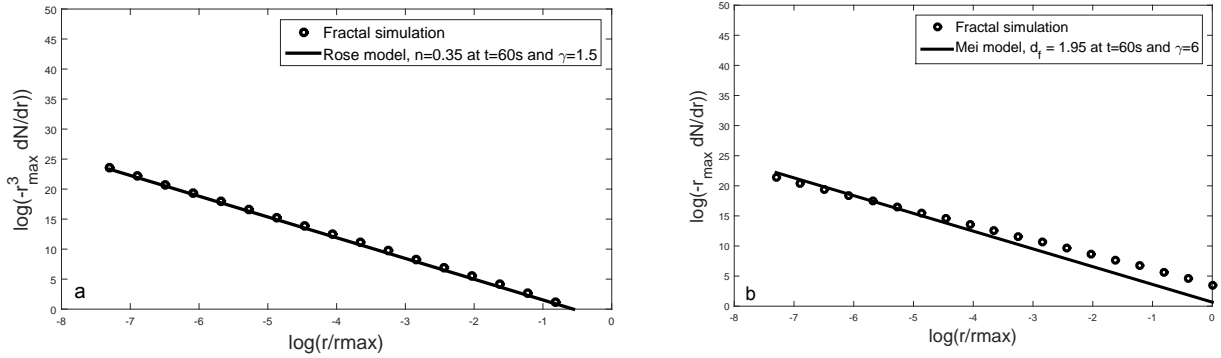 50
45
40
35
30
25
20
15
10
5
0
log(-r³max dN/dr))
Fractal simulation
Rose model, n=0.35 at t=60s and γ=1.5
a
-8 -7 -6 -5 -4 -3 -2 -1 0
log(r/rmax)
50
45
40
35
30
25
20
15
10
5
0
log(-rmax dN/dr))
Fractal simulation
Mei model, df = 1.95 at t=60s and γ=6
b
-8 -7 -6 -5 -4 -3 -2 -1 0
log(r/rmax)